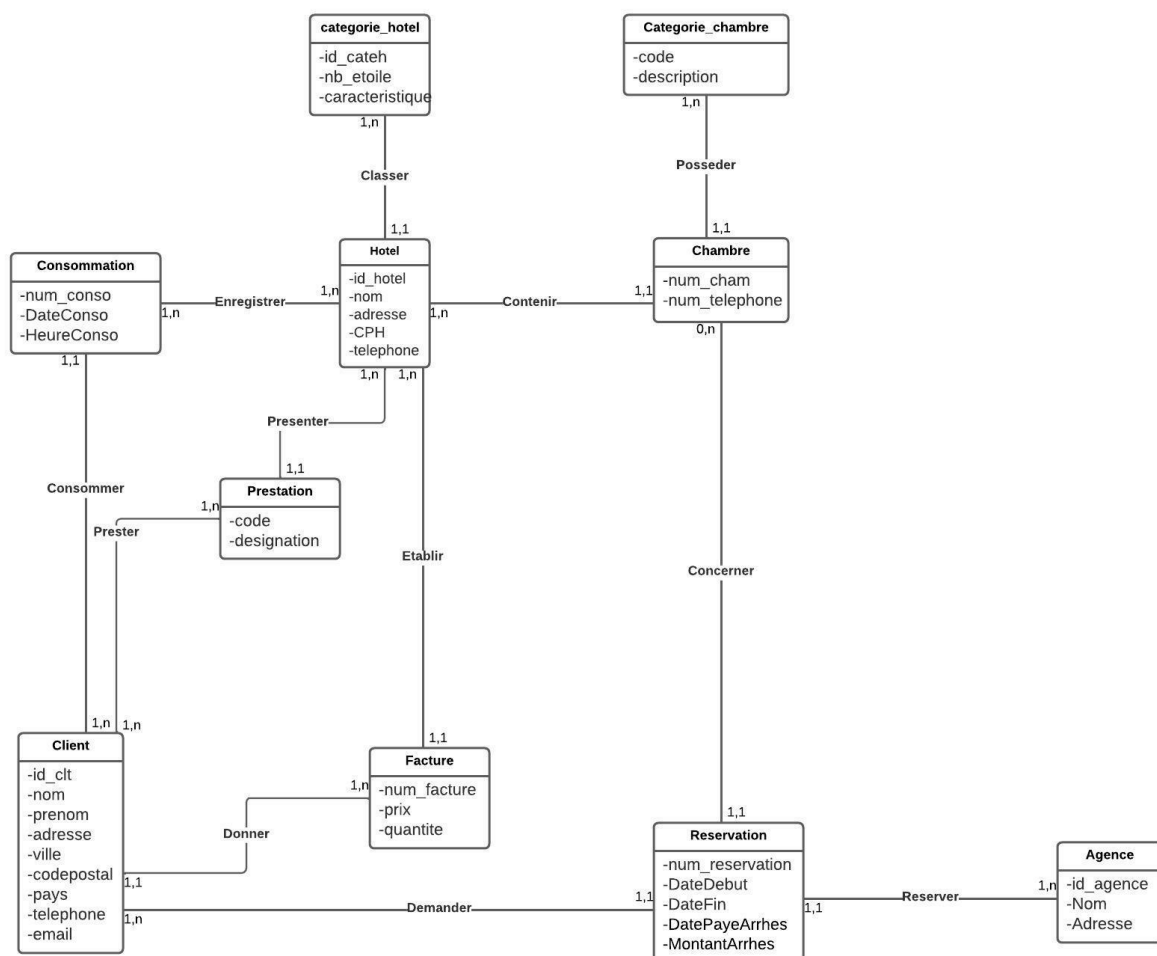 categorie_hotel
-id_cateh
-nb_etoile
-caracteristique
1,n
Classer
1,1
Categorie_chambre
-code
-description
1,n
Posseder
1,1
Consommation
-num_conso
-DateConso
-HeureConso
1,n
Enregistrer
1,n
1,1
Hotel
-id_hotel
-nom
-adresse
-CPH
-telephone
1,n
Contenir
1,1
1,n
1,n
Chambre
-num_cham
-num_telephone
0,n
Presenter
1,1
Consommer
Prestation
-code
-designation
1,n
Prester
Etablir
Concerner
1,n
1,n
1,1
1,1
Client
-id_clt
-nom
-prenom
-adresse
-ville
-codepostal
-pays
-telephone
-email
1,1
Donner
1,n
Facture
-num_facture
-prix
-quantite
1,n
Demander
1,1
Reservation
-num_reservation
-DateDebut
-DateFin
-DatePayeArrhes
-MontantArrhes
1,1
Reserver
1,n
Agence
-id_agence
-Nom
-Adresse